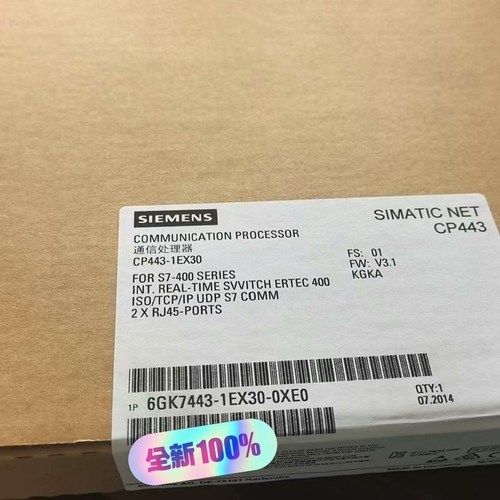 SIEMENS
SIMATIC NET
CP443
COMMUNICATION PROCESSOR
通信处理器
CP443-1EX30
FS: 01
FW: V3.1
KGKA
FOR S7-400 SERIES
INT. REAL-TIME SVVITCH ERTEC 400
ISO/TCP/IP UDP S7 COMM
2 X RJ45-PORTS
1P 6GK7443-1EX30-0XE0
QTY:1
07.2014
全新100%